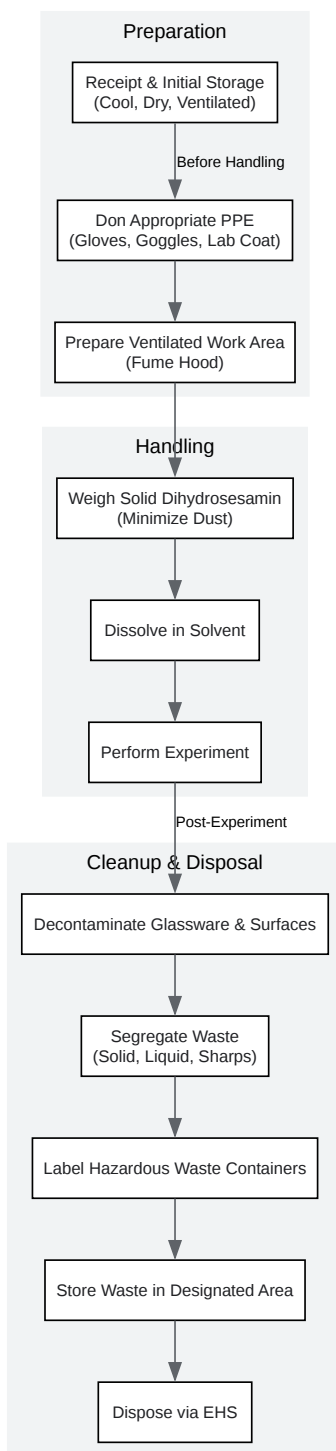 Preparation
Receipt & Initial Storage
(Cool, Dry, Ventilated)
Before Handling
Don Appropriate PPE
(Gloves, Goggles, Lab Coat)
Prepare Ventilated Work Area
(Fume Hood)
Handling
Weigh Solid Dihydrosesamin
(Minimize Dust)
Dissolve in Solvent
Perform Experiment
Post-Experiment
Cleanup & Disposal
Decontaminate Glassware & Surfaces
Segregate Waste
(Solid, Liquid, Sharps)
Label Hazardous Waste Containers
Store Waste in Designated Area
Dispose via EHS